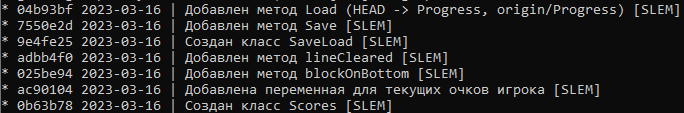 * 04b93bf 2023-03-16 | Добавлен метод Load (HEAD -> Progress, origin/Progress) [SLEM]
* 7550e2d 2023-03-16 | Добавлен метод Save [SLEM]
* 9e4fe25 2023-03-16 | Создан класс SaveLoad [SLEM]
* adbb4f0 2023-03-16 | Добавлен метод lineCleared [SLEM]
* 025be94 2023-03-16 | Добавлен метод blockOnBottom [SLEM]
* ac90104 2023-03-16 | Добавлена переменная для текущих очков игрока [SLEM]
* 0b63b78 2023-03-16 | Создан класс Scores [SLEM]